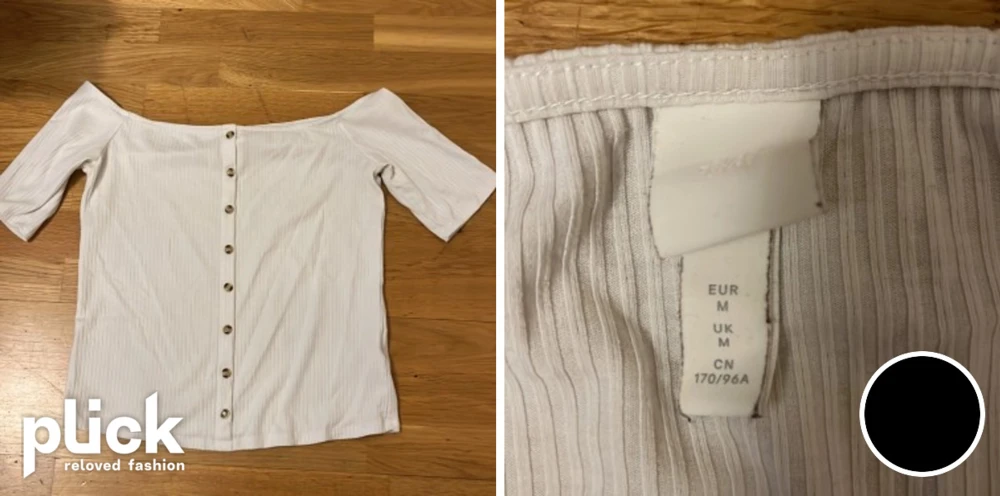 plick
reloved fashion
EUR
M
UK
M
CN
170/96A